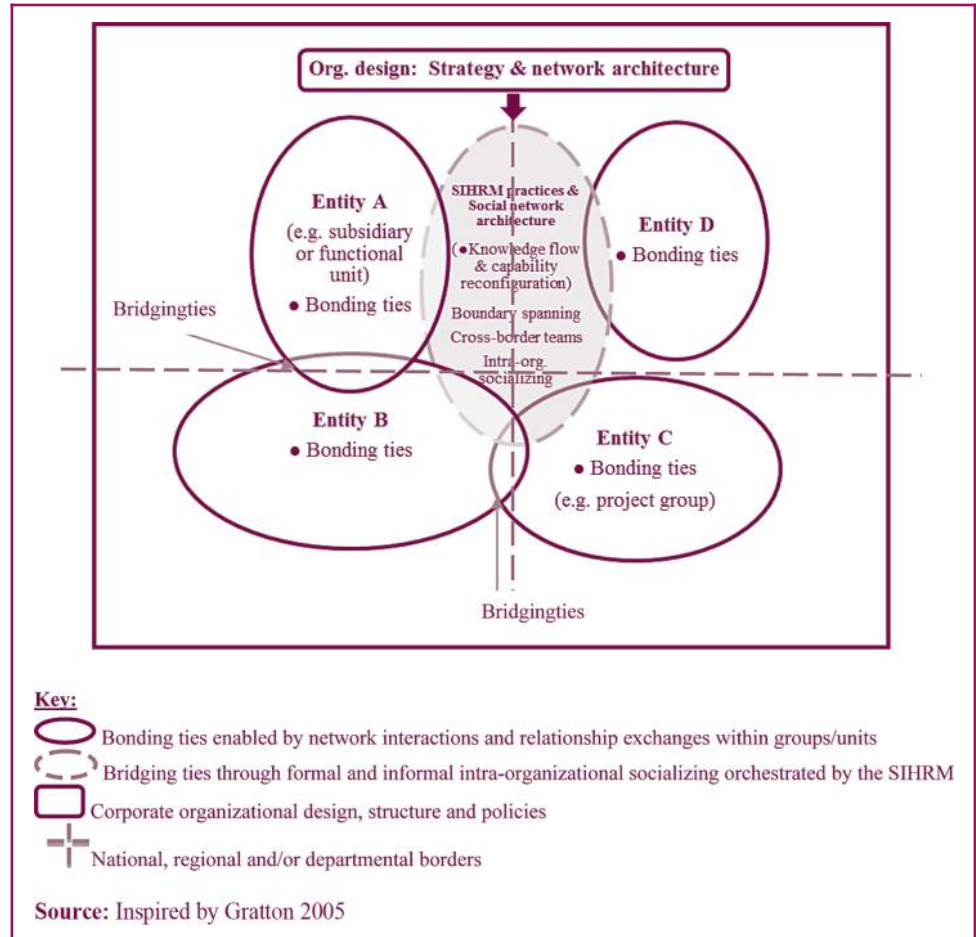 Org. design: Strategy & network architecture
SIHRM practices &
Social network
architecture
(●Knowledge flow
& capability
reconfiguration)
Boundary spanning
Cross-border teams
Intra-org.
socializing
Entity A
(e.g. subsidiary
or functional
unit)
● Bonding ties
Entity D
● Bonding ties
Bridgingties
Entity B
● Bonding ties
Entity C
● Bonding ties
(e.g. project group)
Bridgingties
Key:
Bonding ties enabled by network interactions and relationship exchanges within groups/units
Bridging ties through formal and informal intra-organizational socializing orchestrated by the SIHRM
Corporate organizational design, structure and policies
National, regional and/or departmental borders
Source: Inspired by Gratton 2005